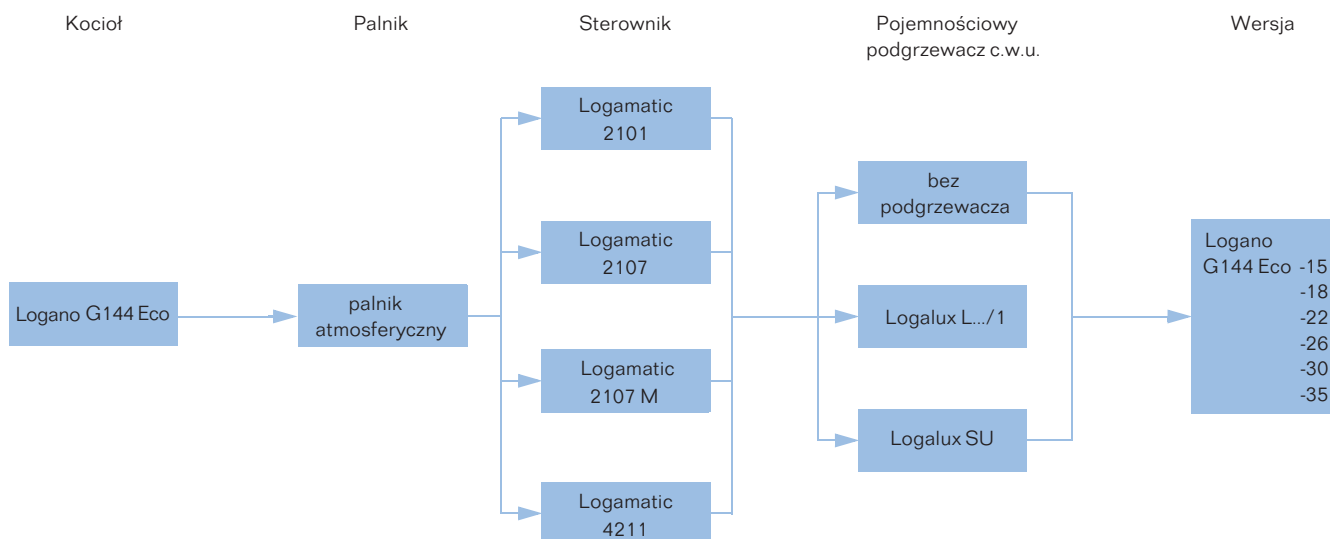 Kocioł
Palnik
Sterownik
Pojemnościowy
podgrzewacz c.w.u.
Wersja
Logano G144 Eco
palnik
atmosferyczny
Logamatic
2101
Logamatic
2107
Logamatic
2107 M
Logamatic
4211
bez
podgrzewacza
Logalux L.../1
Logalux SU
Logano
G144 Eco -15
-18
-22
-26
-30
-35